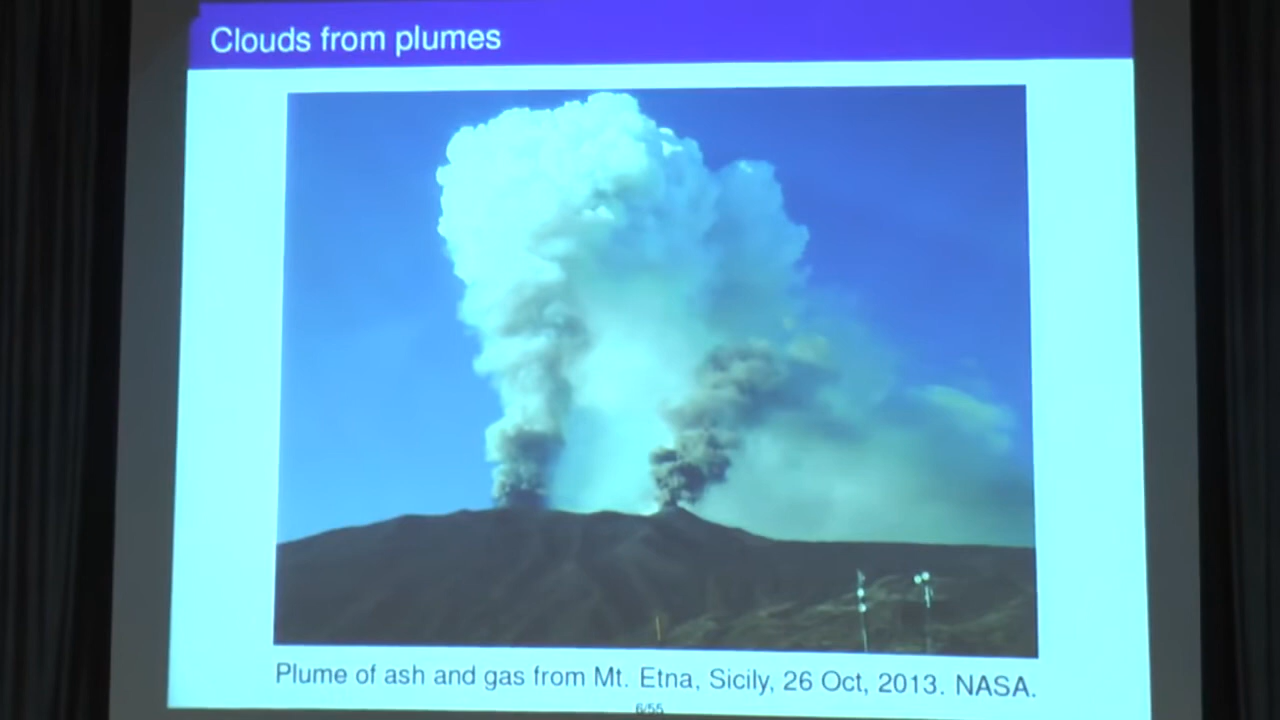 Clouds from plumes
Plume of ash and gas from Mt. Etna, Sicily, 26 Oct, 2013. NASA.
6/55